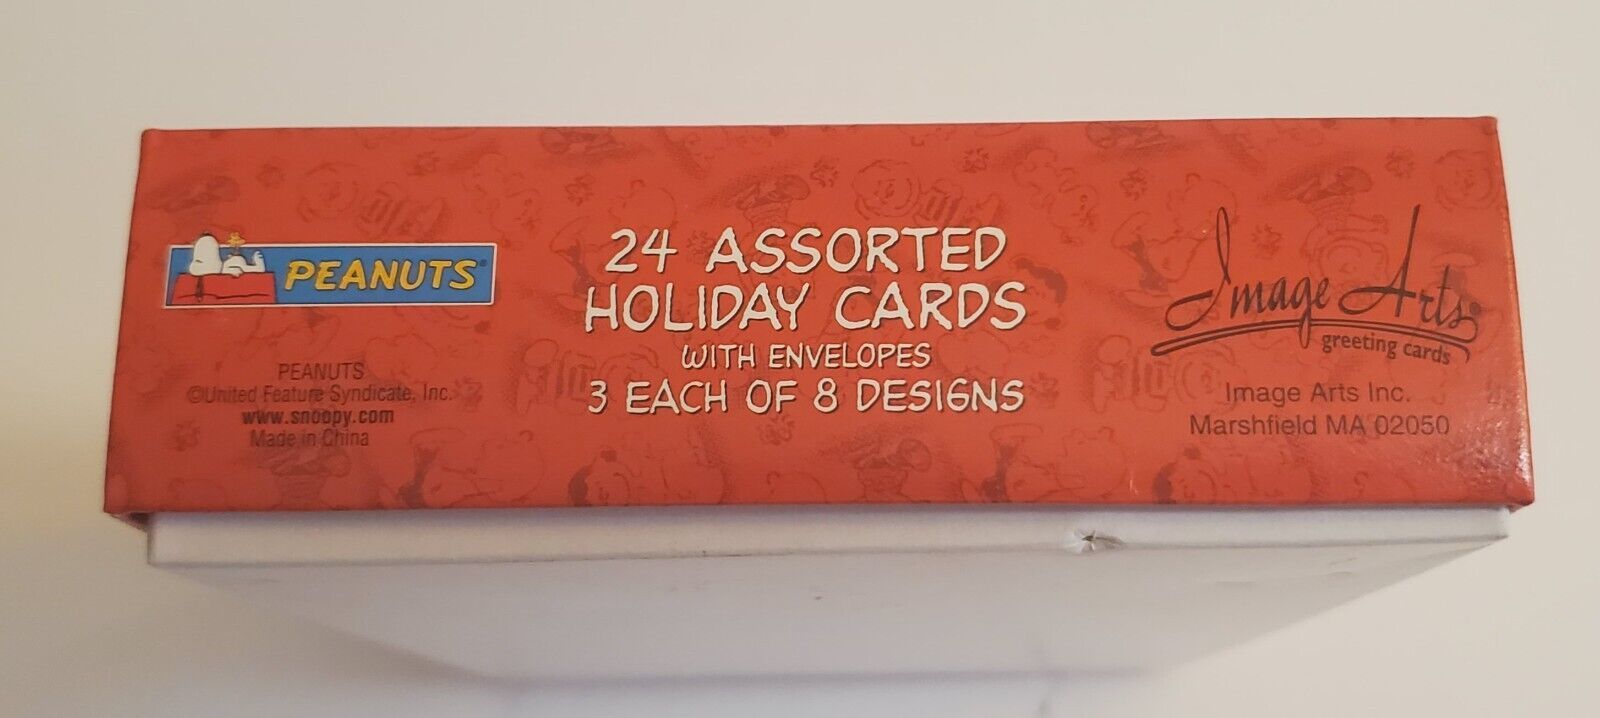 PEANUTS®
PEANUTS
©United Feature Syndicate, Inc.
www.snoopy.com
Made in China
24 ASSORTED
HOLIDAY CARDS
WITH ENVELOPES
3 EACH OF 8 DESIGNS
Image Arts®
greeting cards
Image Arts Inc.
Marshfield MA 02050